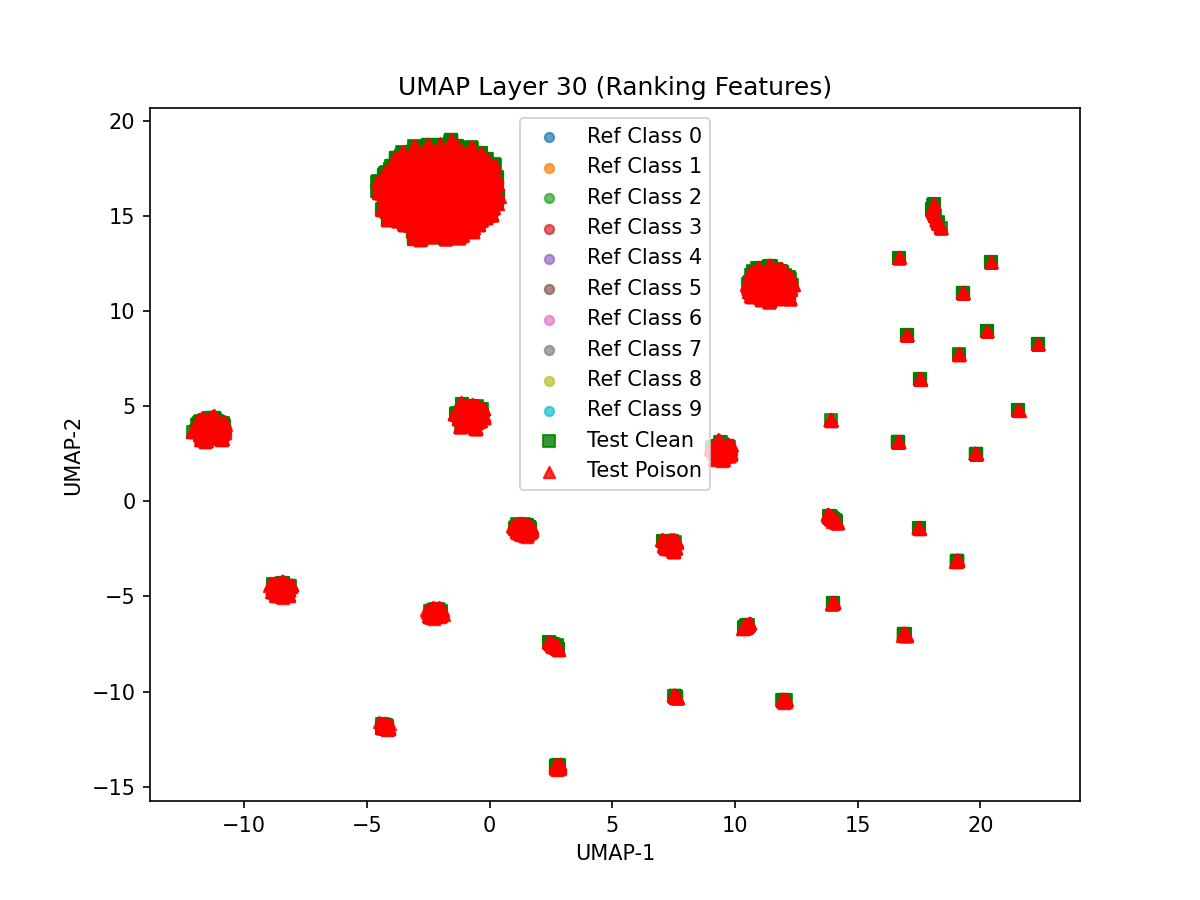 UMAP Layer 30 (Ranking Features)
20
15
10
5
0
−5
−10
−15
UMAP-2
Ref Class 0
Ref Class 1
Ref Class 2
Ref Class 3
Ref Class 4
Ref Class 5
Ref Class 6
Ref Class 7
Ref Class 8
Ref Class 9
Test Clean
Test Poison
−10 −5 0 5 10 15 20
UMAP-1